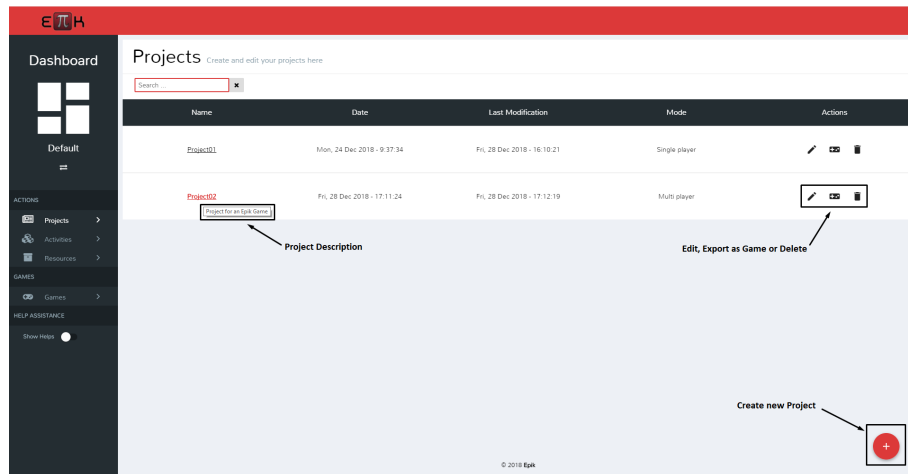 EπK
Dashboard
Default
ACTIONS
Projects
Activities
Resources
GAMES
Games
HELP ASSISTANCE
Show Helps
Projects Create and edit your projects here
Search ...
Name Date Last Modification Mode Actions
Project01 Mon, 24 Dec 2018 - 9:37:34 Fri, 28 Dec 2018 - 16:10:21 Single player
Project02 Fri, 28 Dec 2018 - 17:11:24 Fri, 28 Dec 2018 - 17:12:19 Multi player
Project for an Epik Game
Project Description
Edit, Export as Game or Delete
Create new Project
+
© 2018 Epik